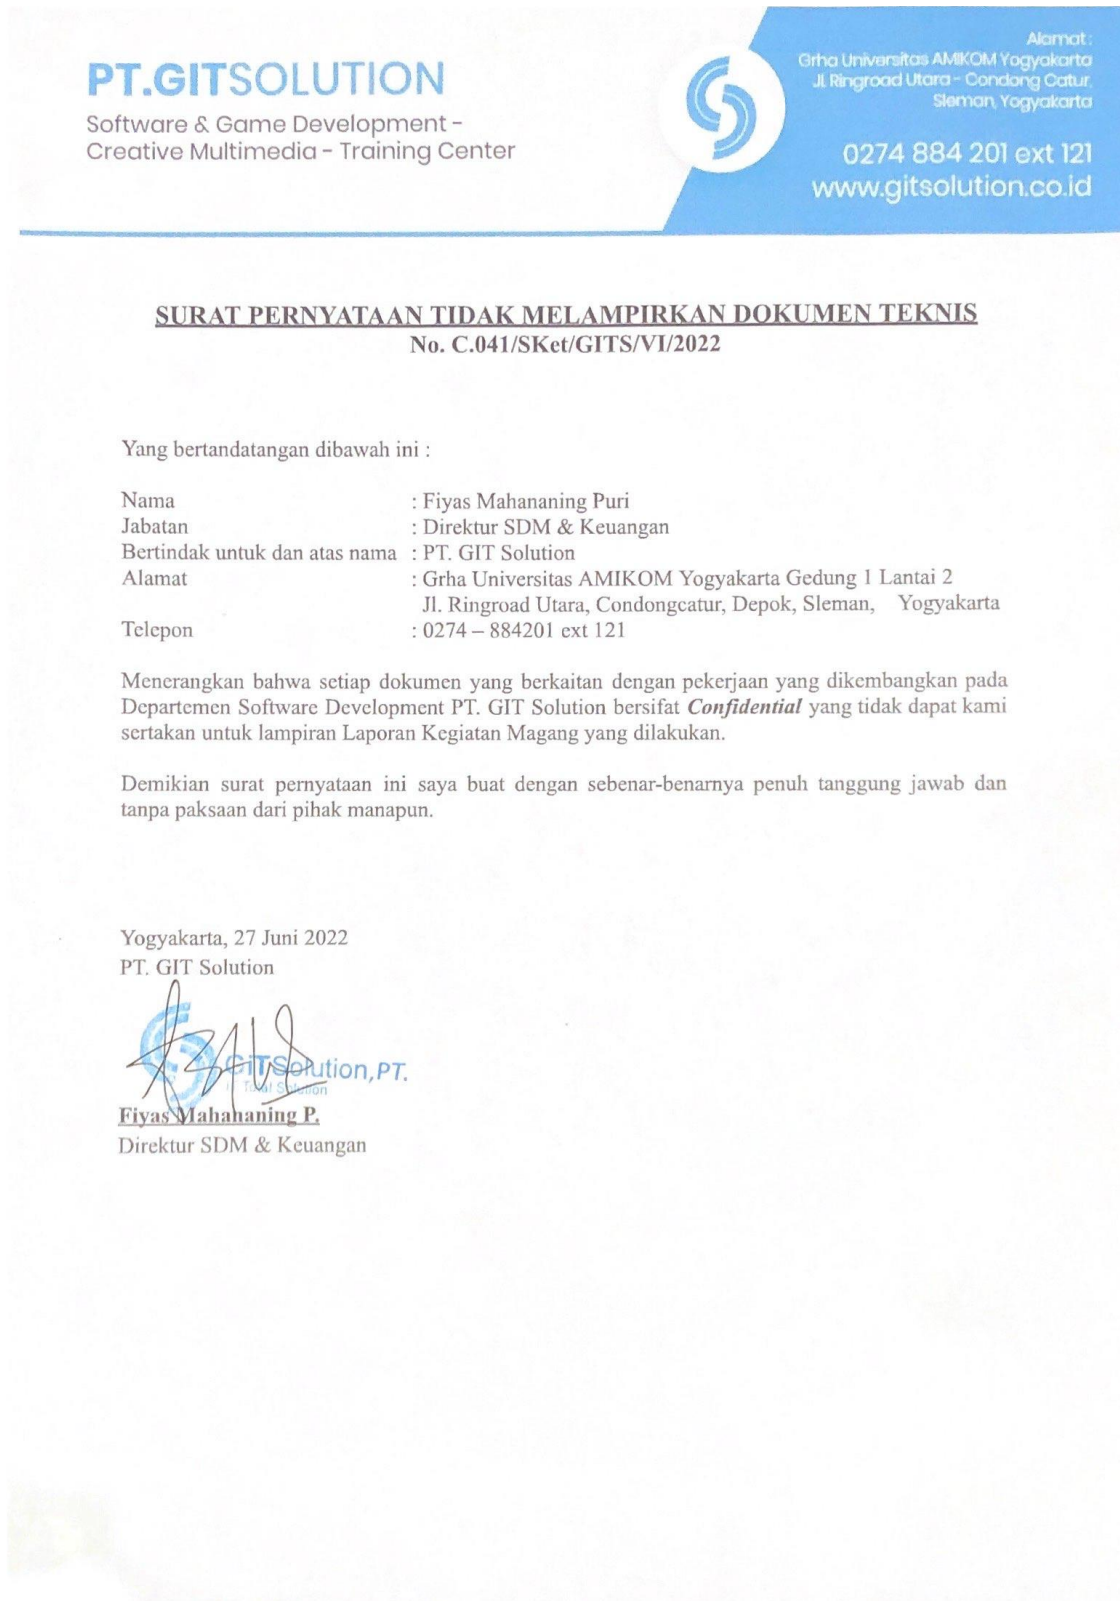 PT.GITSOLUTION
Software & Game Development -
Creative Multimedia - Training Center
Alamat :
Grha Universitas AMIKOM Yogyakarta
Jl. Ringroad Utara - Condong Catur,
Sleman, Yogyakarta
0274 884 201 ext 121
www.gitsolution.co.id
SURAT PERNYATAAN TIDAK MELAMPIRKAN DOKUMEN TEKNIS
No. C.041/SKet/GITS/VI/2022
Yang bertandatangan dibawah ini :
Nama : Fiyas Mahananing Puri
Jabatan : Direktur SDM & Keuangan
Bertindak untuk dan atas nama : PT. GIT Solution
Alamat : Grha Universitas AMIKOM Yogyakarta Gedung 1 Lantai 2
Jl. Ringroad Utara, Condongcatur, Depok, Sleman, Yogyakarta
Telepon : 0274 – 884201 ext 121
Menerangkan bahwa setiap dokumen yang berkaitan dengan pekerjaan yang dikembangkan pada
Departemen Software Development PT. GIT Solution bersifat Confidential yang tidak dapat kami
sertakan untuk lampiran Laporan Kegiatan Magang yang dilakukan.
Demikian surat pernyataan ini saya buat dengan sebenar-benarnya penuh tanggung jawab dan
tanpa paksaan dari pihak manapun.
Yogyakarta, 27 Juni 2022
PT. GIT Solution
GiTSolution,PT.
Total Solution
Fiyas Mahahaning P.
Direktur SDM & Keuangan